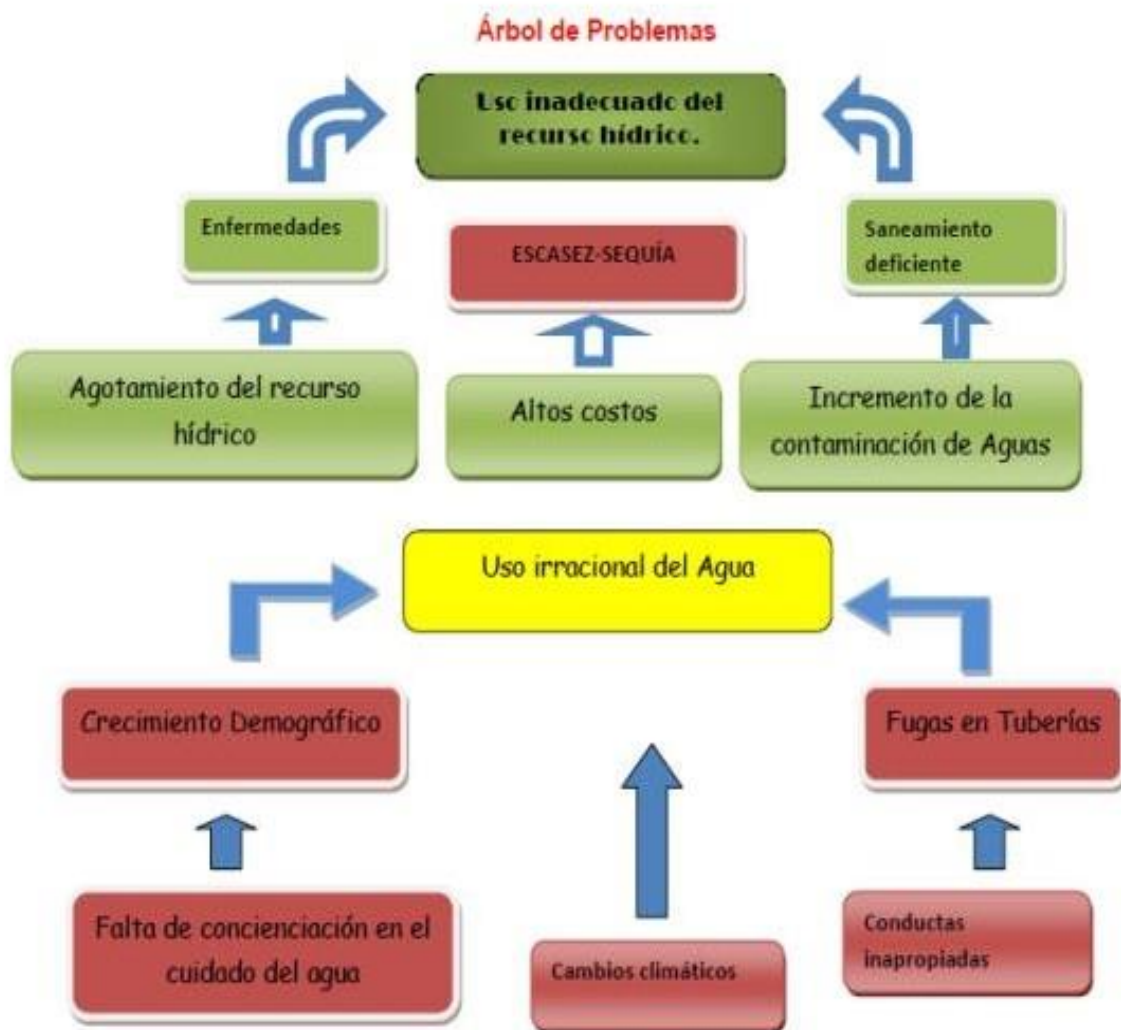 Árbol de Problemas
Uso inadecuado del
recurso hídrico.
Enfermedades
ESCASEZ-SEQUÍA
Saneamiento
deficiente
Agotamiento del recurso
hídrico
Altos costos
Incremento de la
contaminación de Aguas
Uso irracional del Agua
Crecimiento Demográfico
Fugas en Tuberías
Falta de concienciación en el
cuidado del agua
Cambios climáticos
Conductas
inapropiadas